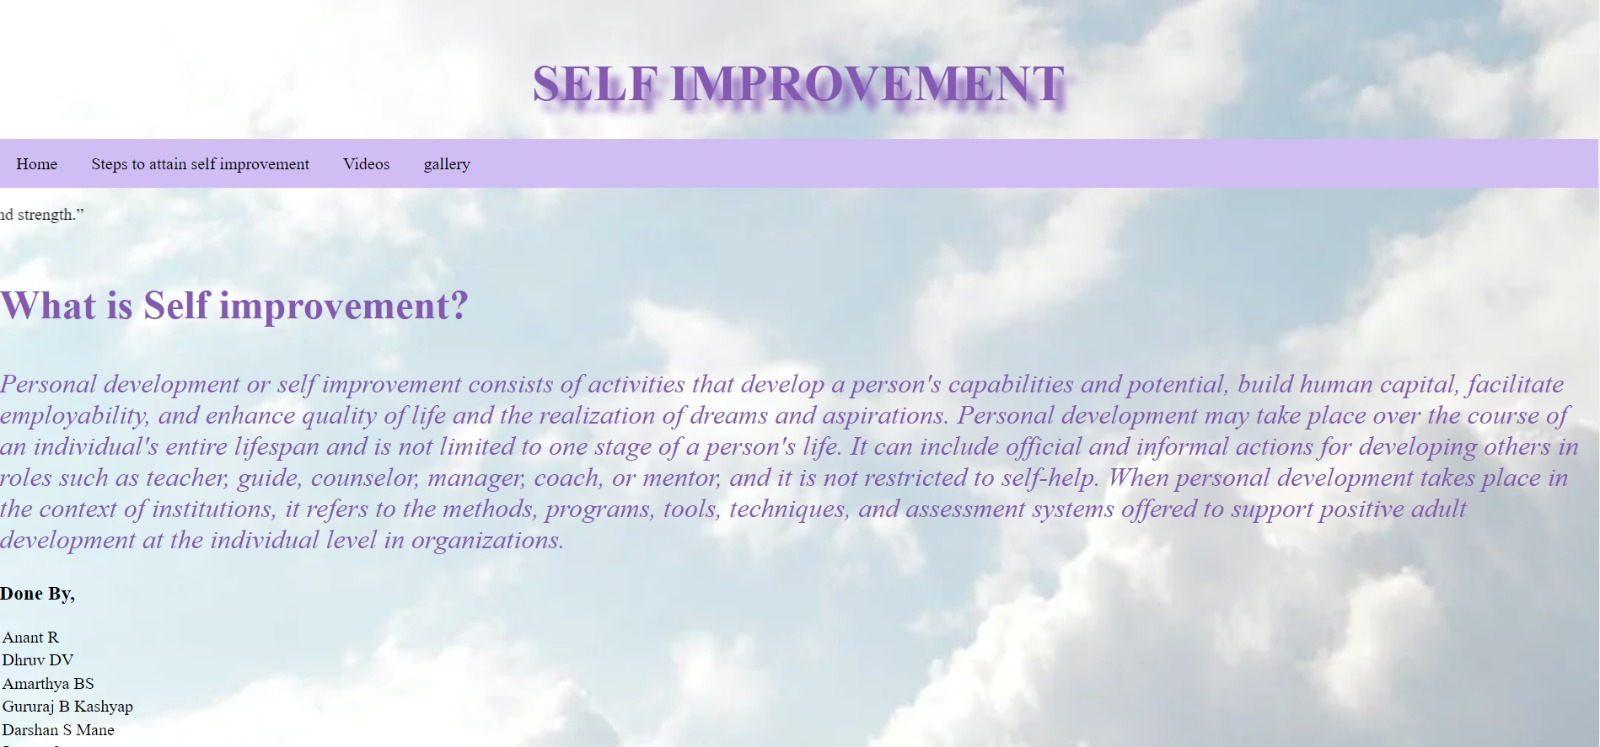 SELF IMPROVEMENT
Home Steps to attain self improvement Videos gallery
strength.”
What is Self improvement?
Personal development or self improvement consists of activities that develop a person's capabilities and potential, build human capital, facilitate
employability, and enhance quality of life and the realization of dreams and aspirations. Personal development may take place over the course of
an individual's entire lifespan and is not limited to one stage of a person's life. It can include official and informal actions for developing others in
roles such as teacher, guide, counselor, manager, coach, or mentor, and it is not restricted to self-help. When personal development takes place in
the context of institutions, it refers to the methods, programs, tools, techniques, and assessment systems offered to support positive adult
development at the individual level in organizations.
Done By,
Anant R
Dhruv DV
Amarthya BS
Gururaj B Kashyap
Darshan S Mane